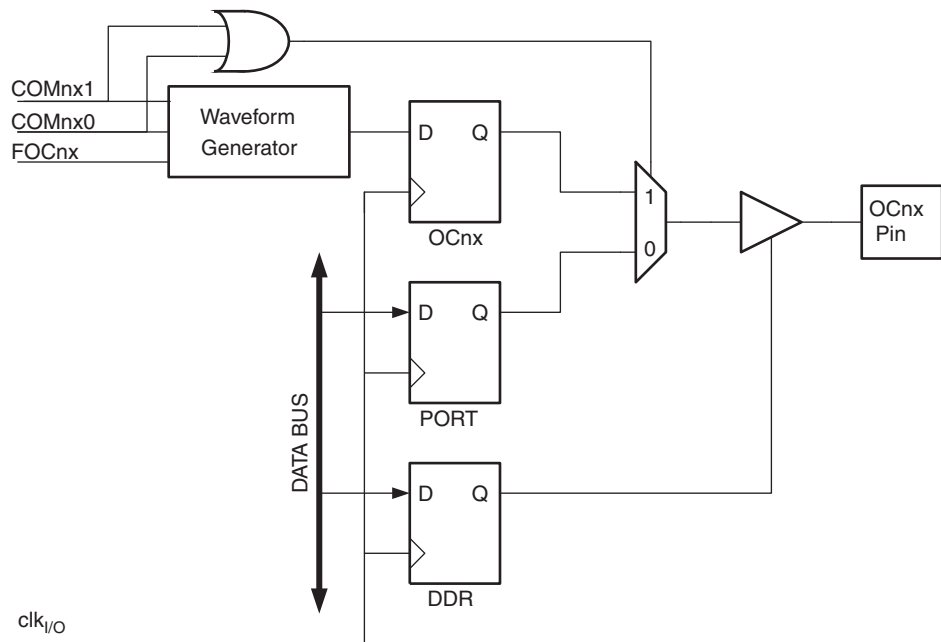 COMnx1
COMnx0
FOCnx
Waveform
Generator
D Q
OCnx
1
0
OCnx
Pin
D Q
PORT
DATA BUS
D Q
DDR
clkI/O